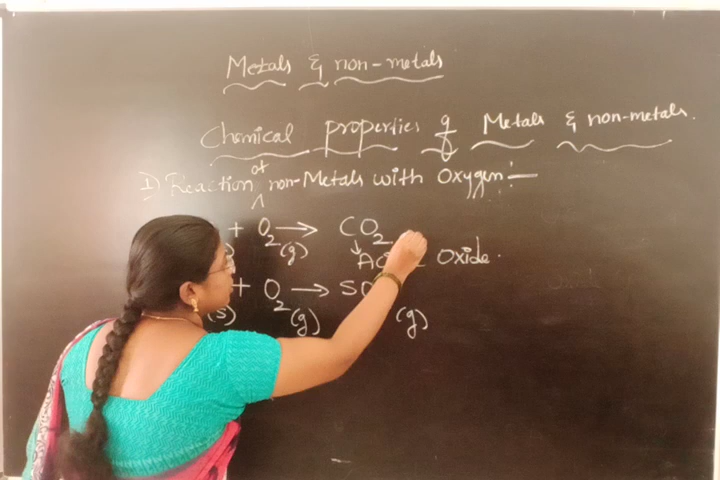 Metals & non-metals
Chemical properties of Metals & non-metals.
of
I) Reaction ^ non-Metals with Oxygen:-
+ O2 → CO2
(g)
Oxide.
+ O2 → SO
(s) (g) (g)